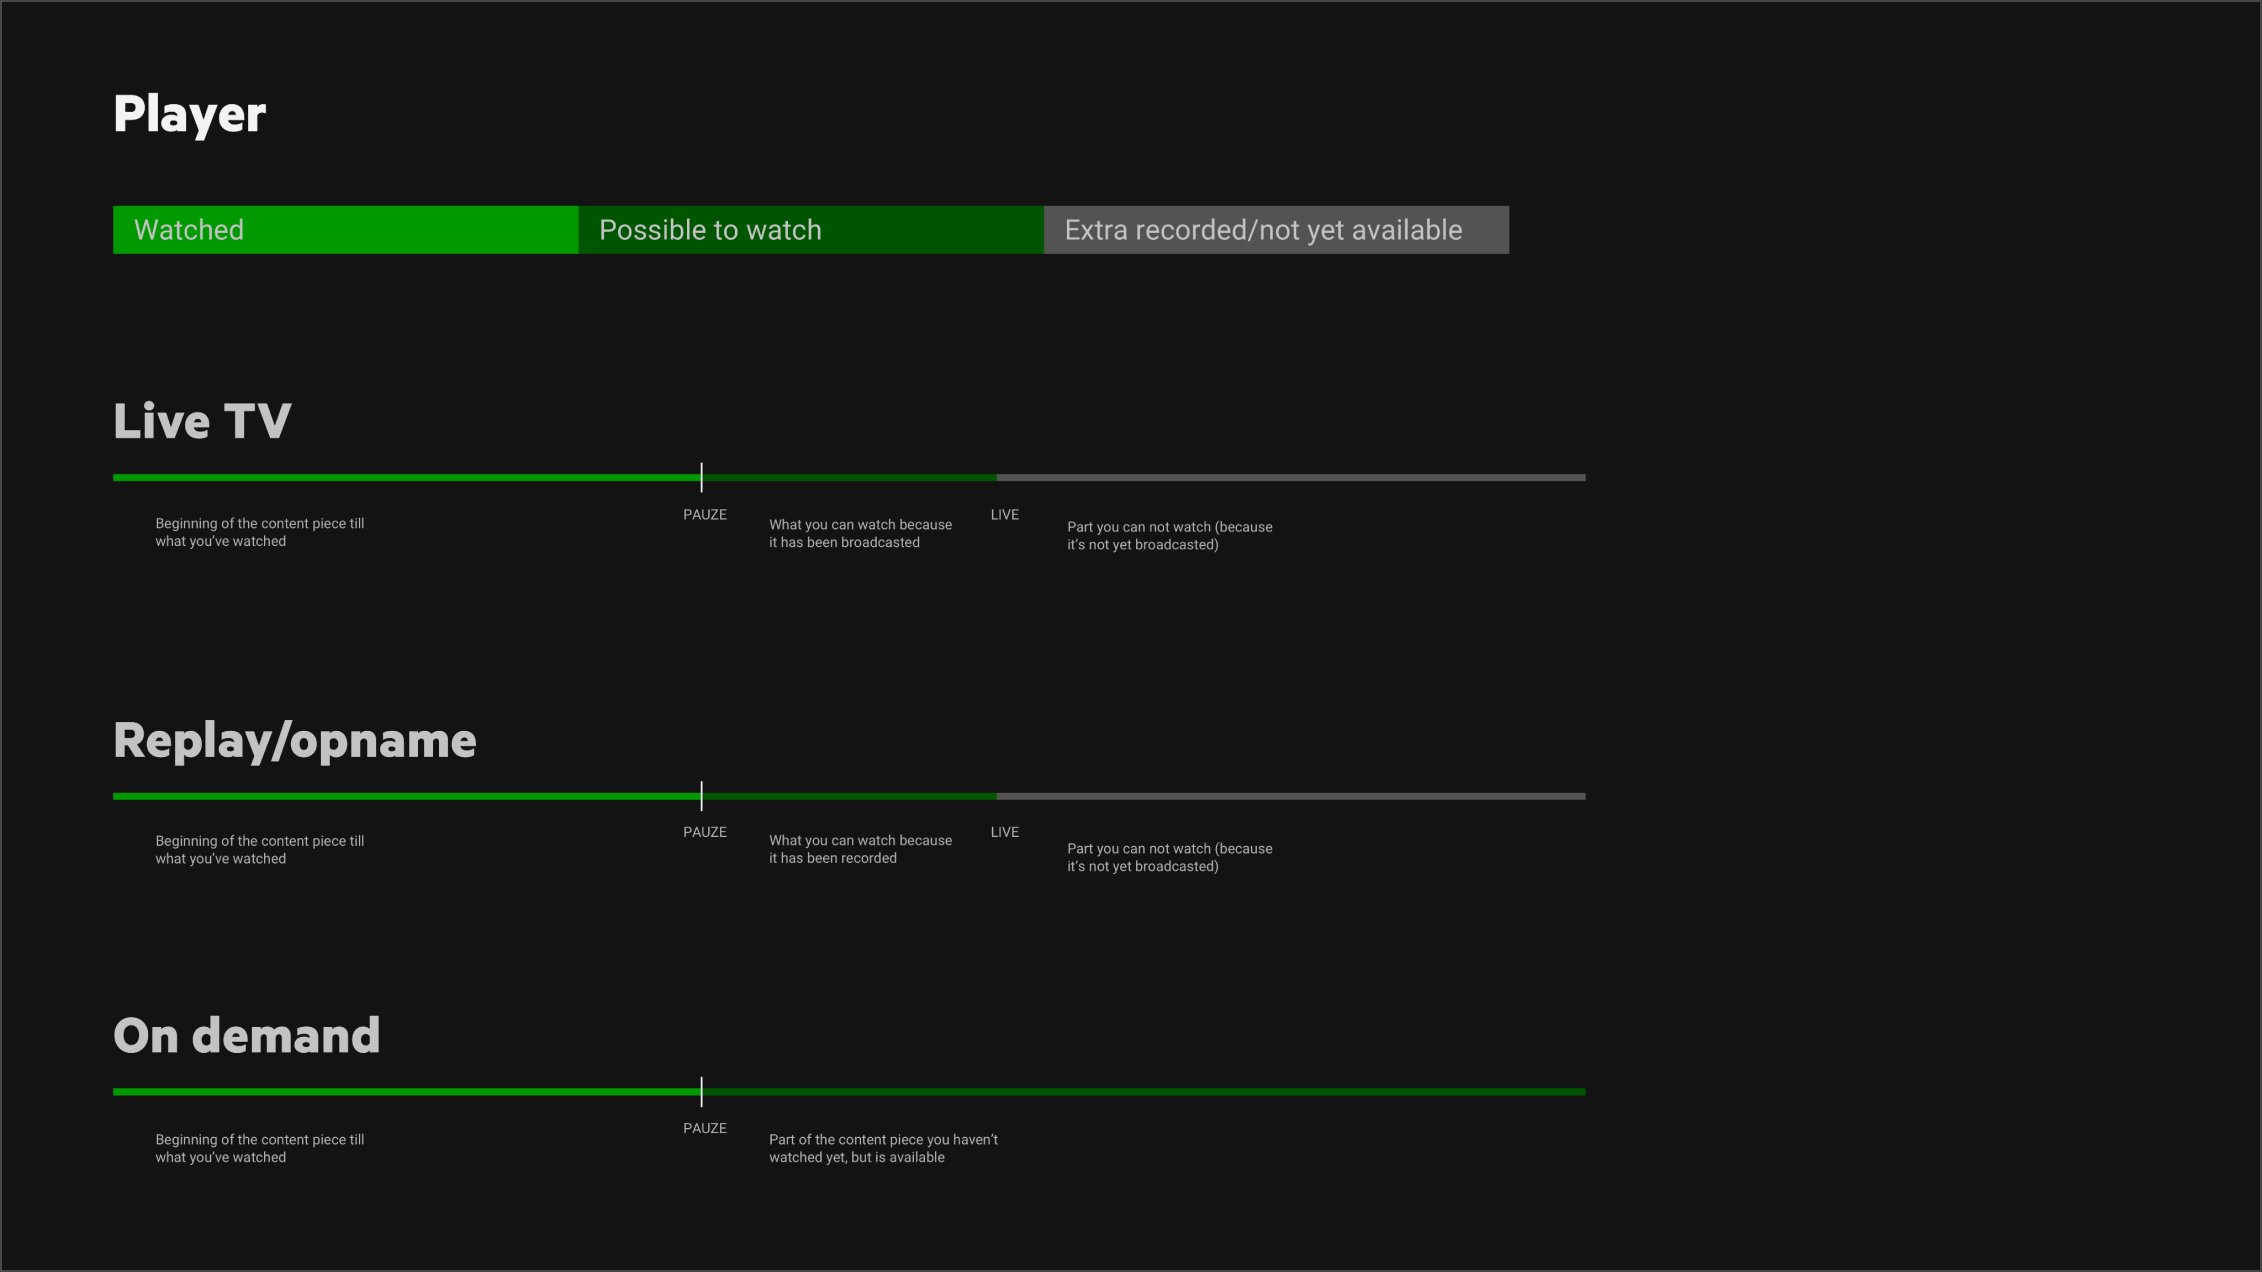 Player
Watched
Possible to watch
Extra recorded/not yet available
Live TV
Beginning of the content piece till
what you’ve watched
PAUZE
What you can watch because
it has been broadcasted
LIVE
Part you can not watch (because
it’s not yet broadcasted)
Replay/opname
Beginning of the content piece till
what you’ve watched
PAUZE
What you can watch because
it has been recorded
LIVE
Part you can not watch (because
it’s not yet broadcasted)
On demand
Beginning of the content piece till
what you’ve watched
PAUZE
Part of the content piece you haven’t
watched yet, but is available